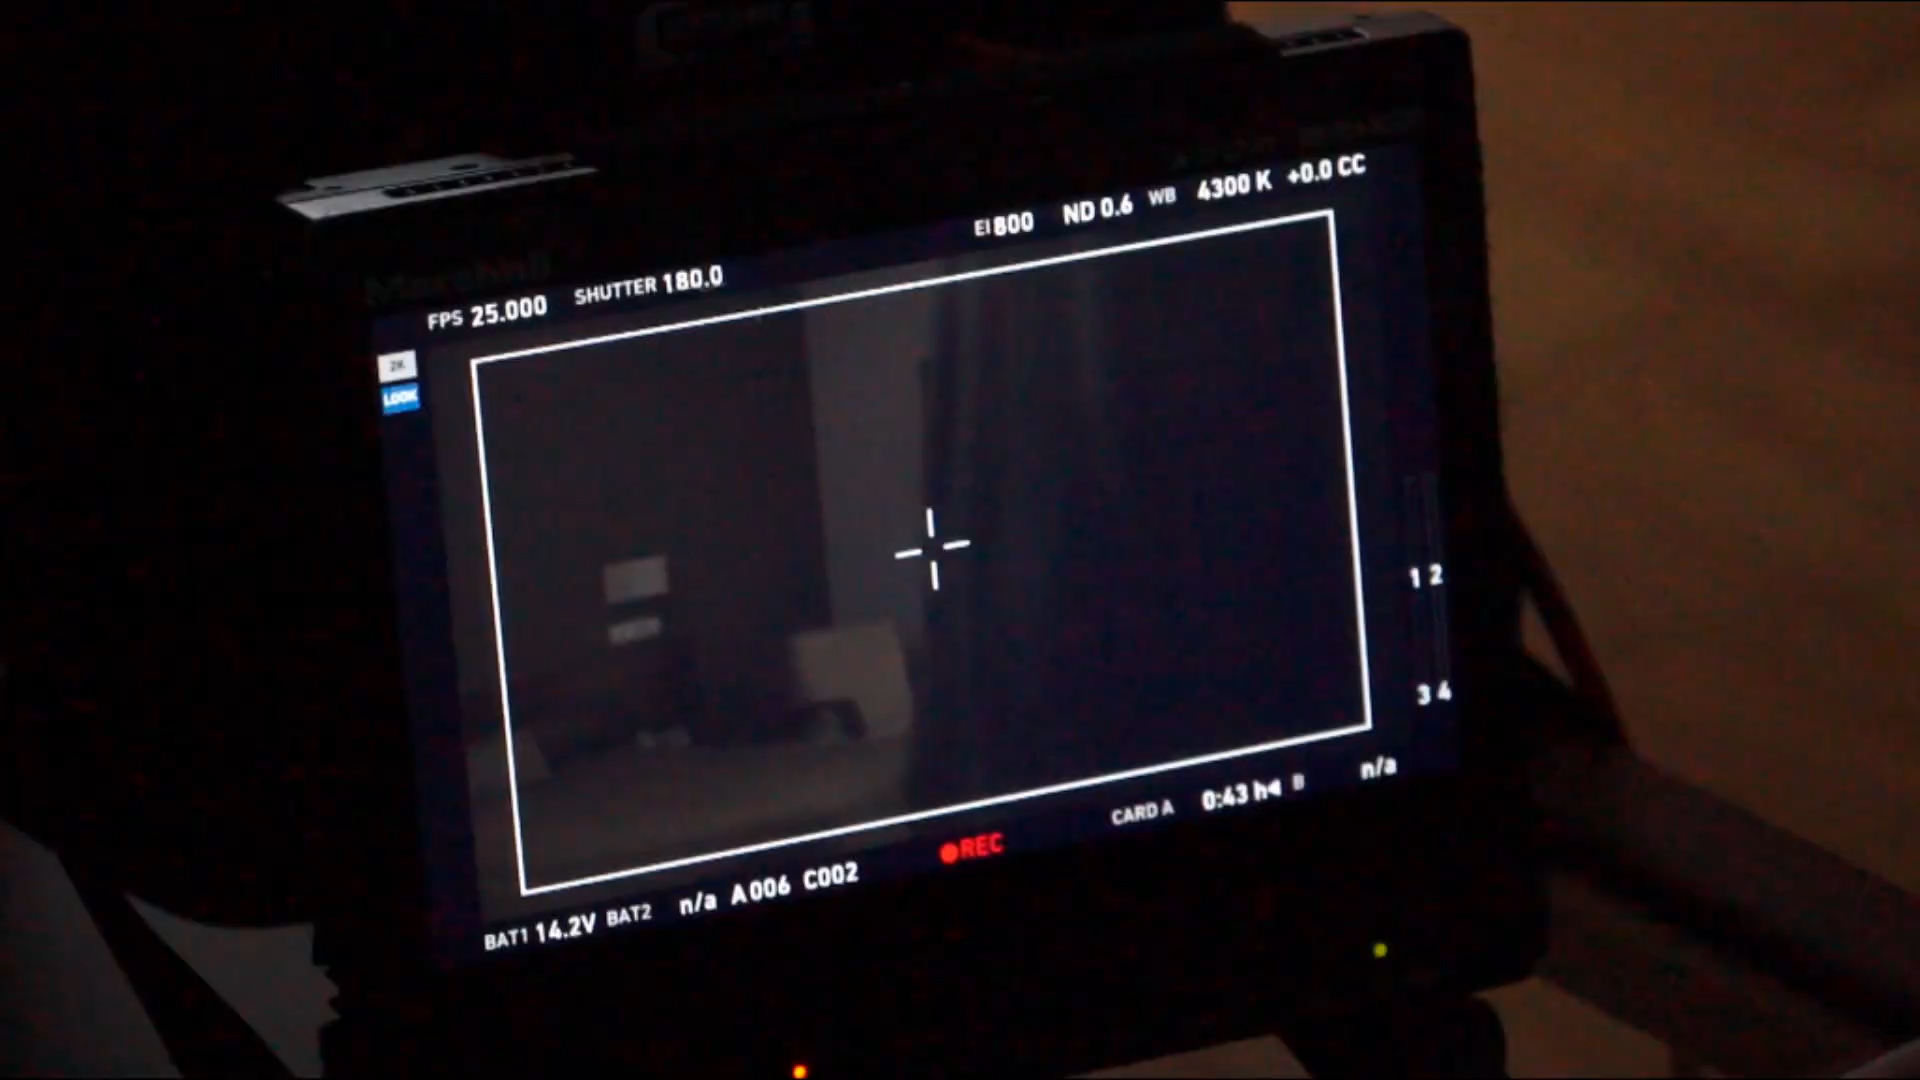 Marshall
EI 800 ND 0.6 WB 4300 K +0.0 CC
FPS 25.000 SHUTTER 180.0
2K
LOOK
1 2
3 4
CARD A 0:43 h B n/a
REC
BAT1 14.2V BAT2 n/a A006 C002